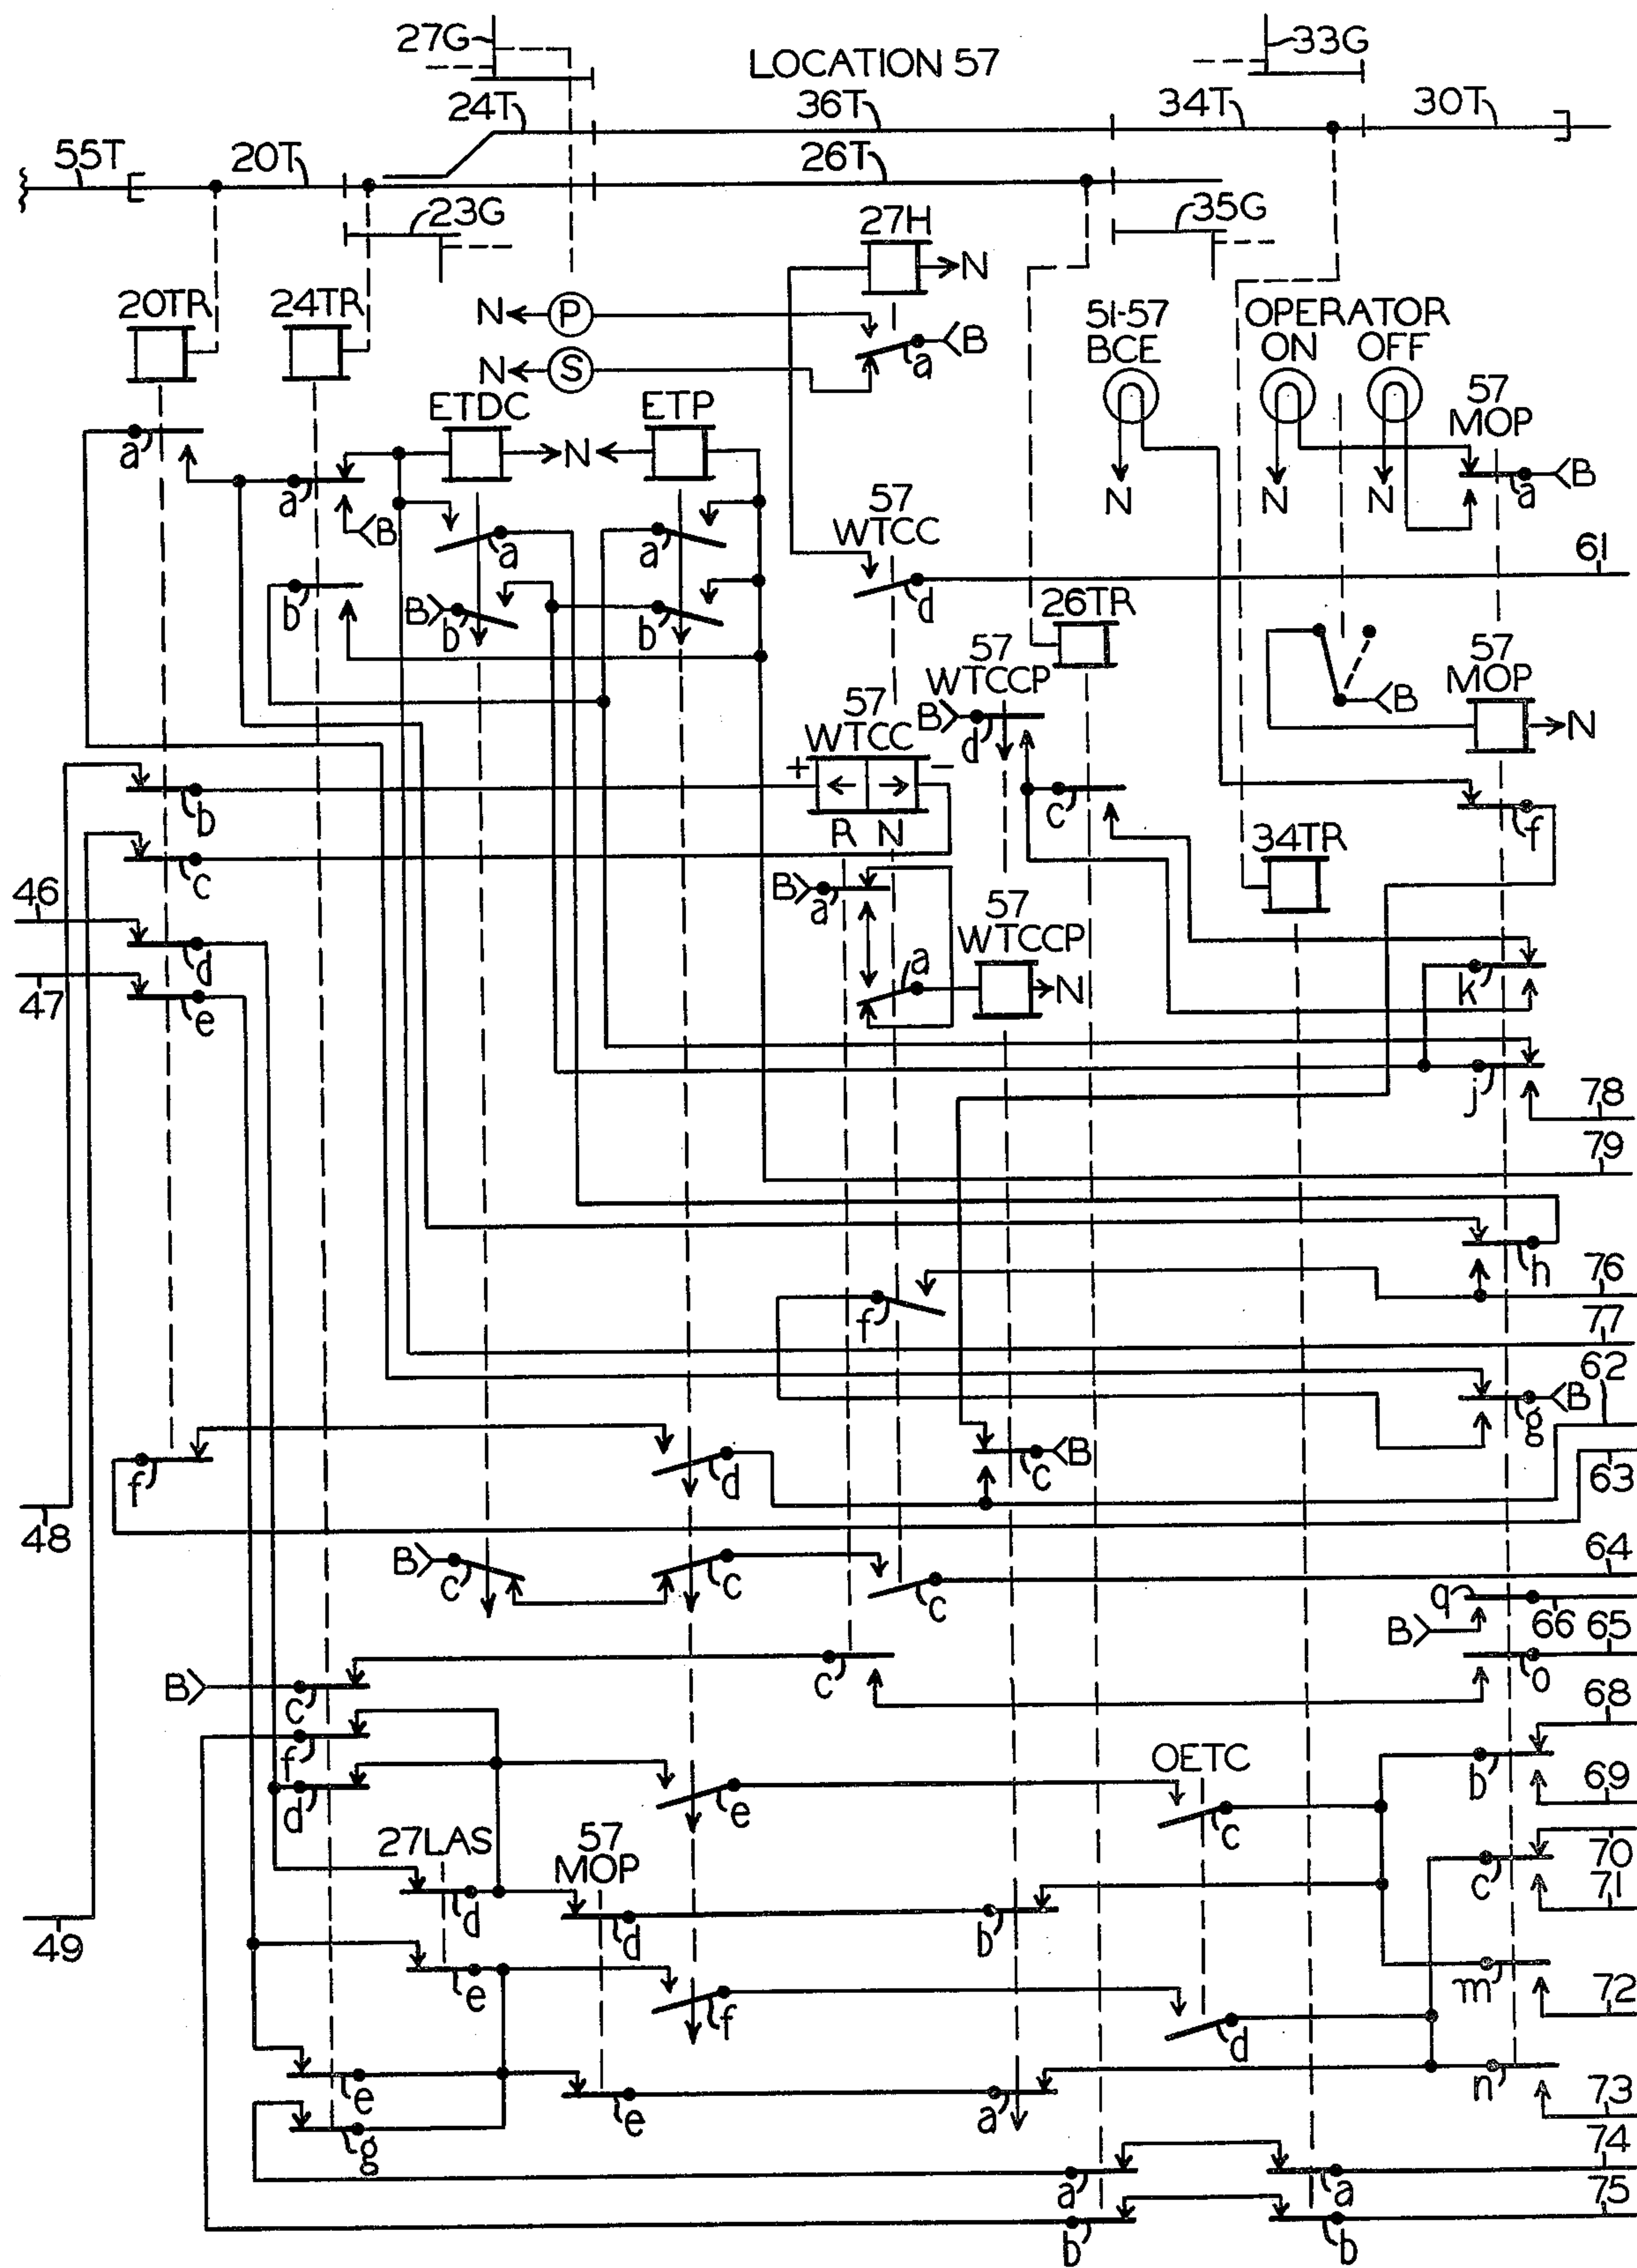 27G
LOCATION 57
33G
24T
36T
34T
30T
55T
20T
26T
23G
27H
35G
N
20TR
24TR
N
P
51-57
BCE
OPERATOR
ON
OFF
B
a
N
S
57
MOP
ETDC
ETP
a
N
B
a
a
N
N
N
B
a
a
57
WTCC
61
b
B
b
b
d
26TR
57
WTCCP
57
MOP
B
57
WTCC
B
d
N
+
-
c
b
R
N
34TR
f
c
B
a
57
WTCCP
46
d
a
N
k
47
e
j
78
79
h
76
f
77
62
B
g
B
f
d
c
63
48
64
B
c
c
c
q
B
66
65
c
o
B
c
68
f
OETC
b
69
d
e
c
70
27LAS
57
MOP
c
71
d
d
b
49
e
m
72
f
d
n
e
e
a
73
g
74
a
a
75
b
b